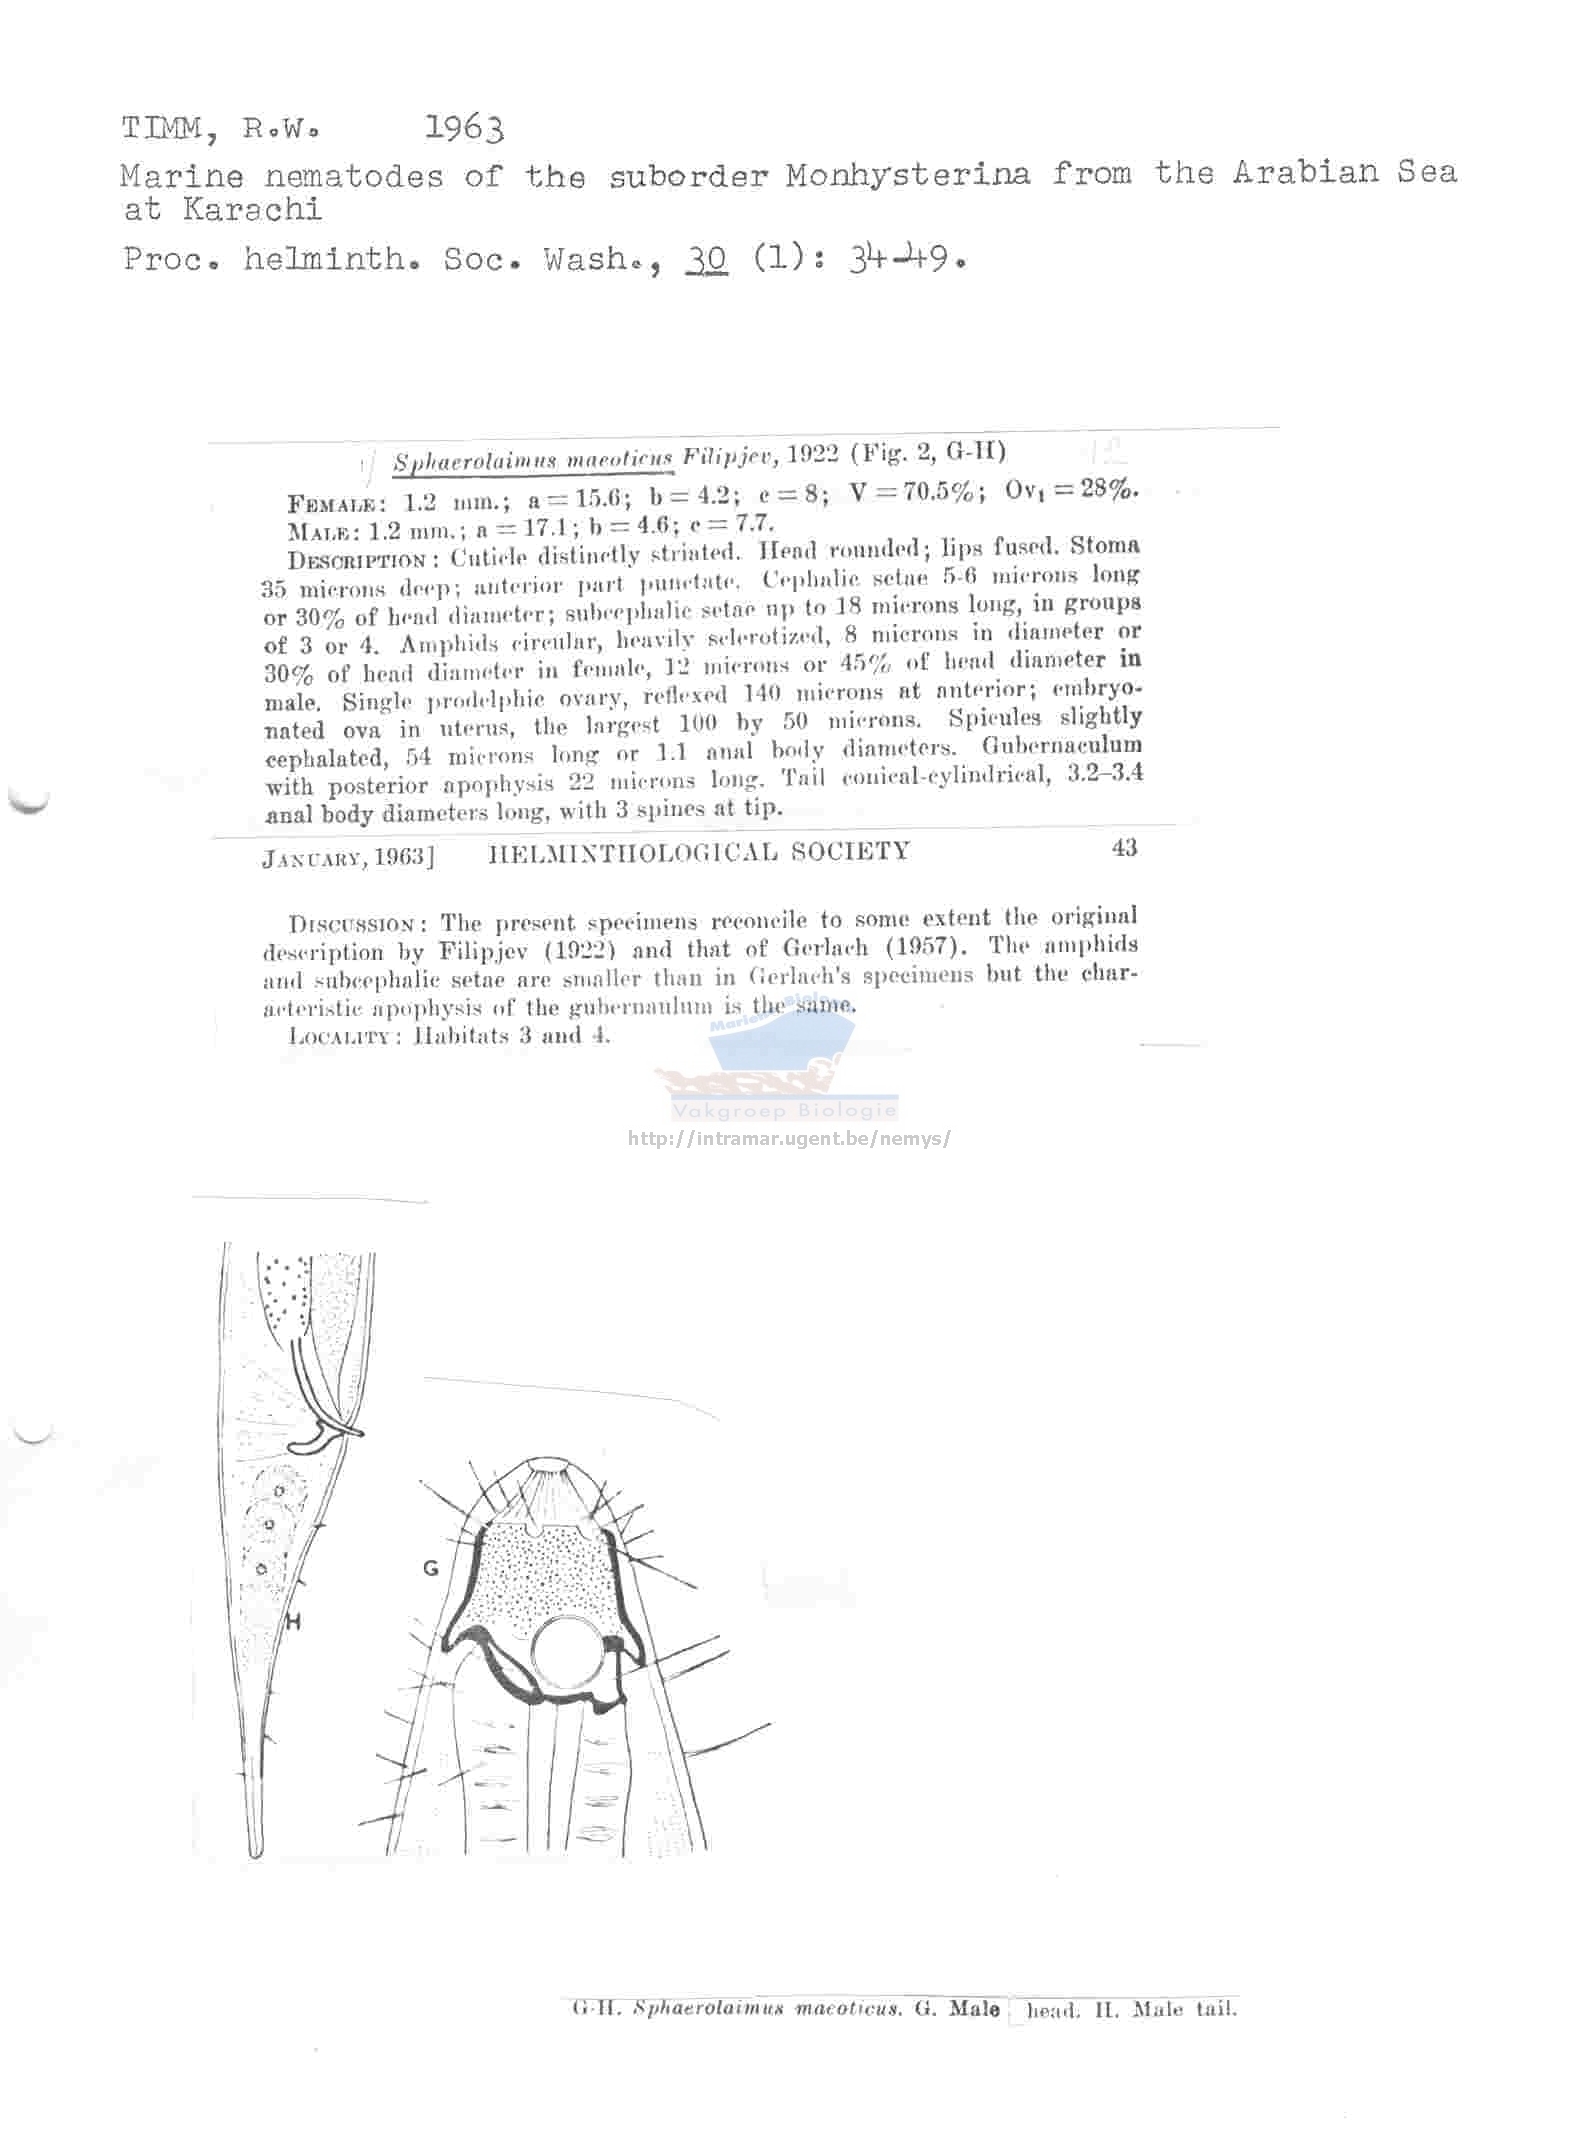 TIMM, R.W. 1963
Marine nematodes of the suborder Monhysterina from the Arabian Sea
at Karachi
Proc. helminth. Soc. Wash., 30 (1): 34-49.
Sphaerolaimus maeoticus Filipjev, 1922 (Fig. 2, G-H)
FEMALE: 1.2 mm.; a = 15.6; b = 4.2; c = 8; V = 70.5%; Ov₁ = 28%.
MALE: 1.2 mm.; a = 17.1; b = 4.6; c = 7.7.
DESCRIPTION: Cuticle distinctly striated. Head rounded; lips fused. Stoma
35 microns deep; anterior part punctate. Cephalic setae 5-6 microns long
or 30% of head diameter; subcephalic setae up to 18 microns long, in groups
of 3 or 4. Amphids circular, heavily sclerotized, 8 microns in diameter or
30% of head diameter in female, 12 microns or 45% of head diameter in
male. Single prodelphic ovary, reflexed 140 microns at anterior; embryo-
nated ova in uterus, the largest 100 by 50 microns. Spicules slightly
cephalated, 54 microns long or 1.1 anal body diameters. Gubernaculum
with posterior apophysis 22 microns long. Tail conical-cylindrical, 3.2–3.4
anal body diameters long, with 3 spines at tip.
JANUARY, 1963] HELMINTHOLOGICAL SOCIETY 43
DISCUSSION: The present specimens reconcile to some extent the original
description by Filipjev (1922) and that of Gerlach (1957). The amphids
and subcephalic setae are smaller than in Gerlach's specimens but the char-
acteristic apophysis of the gubernaulum is the same.
LOCALITY: Habitats 3 and 4.
Mariene Biologie
Vakgroep Biologie
http://intramar.ugent.be/nemys/
G
H
G-H. Sphaerolaimus maeoticus. G. Male head. H. Male tail.